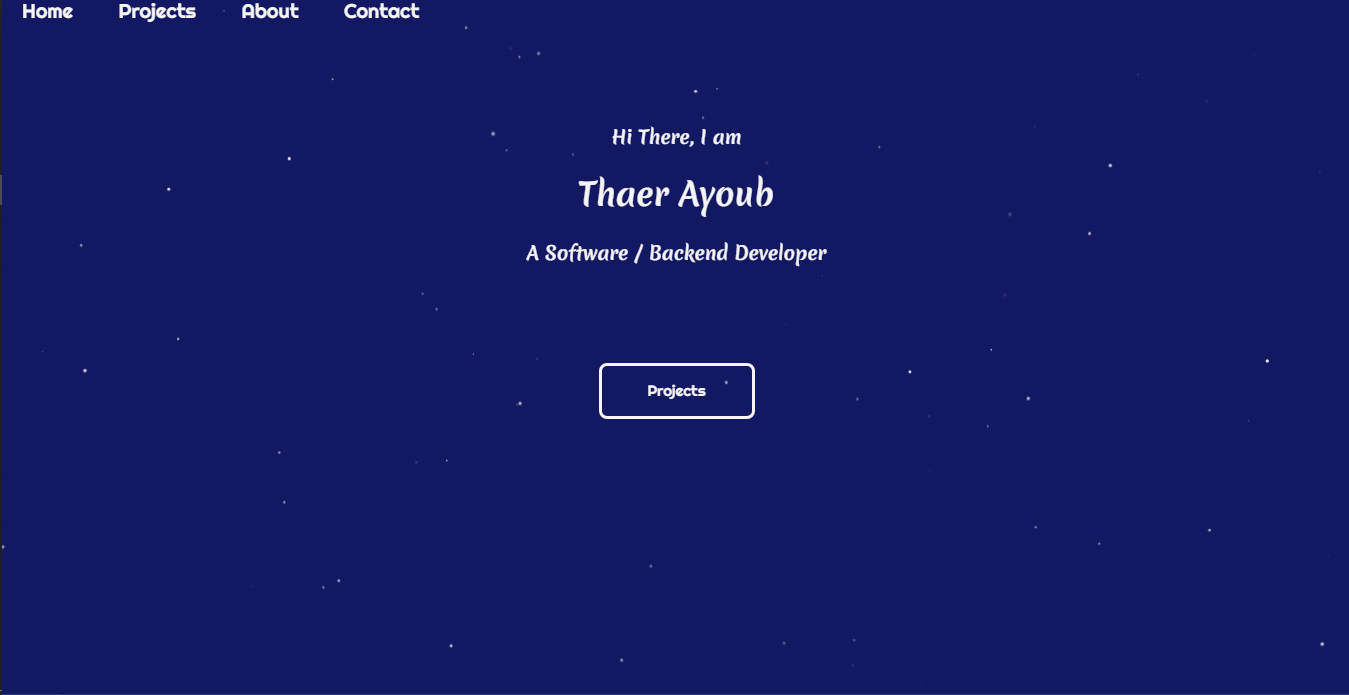 Home Projects About Contact
Hi There, I am
Thaer Ayoub
A Software / Backend Developer
Projects